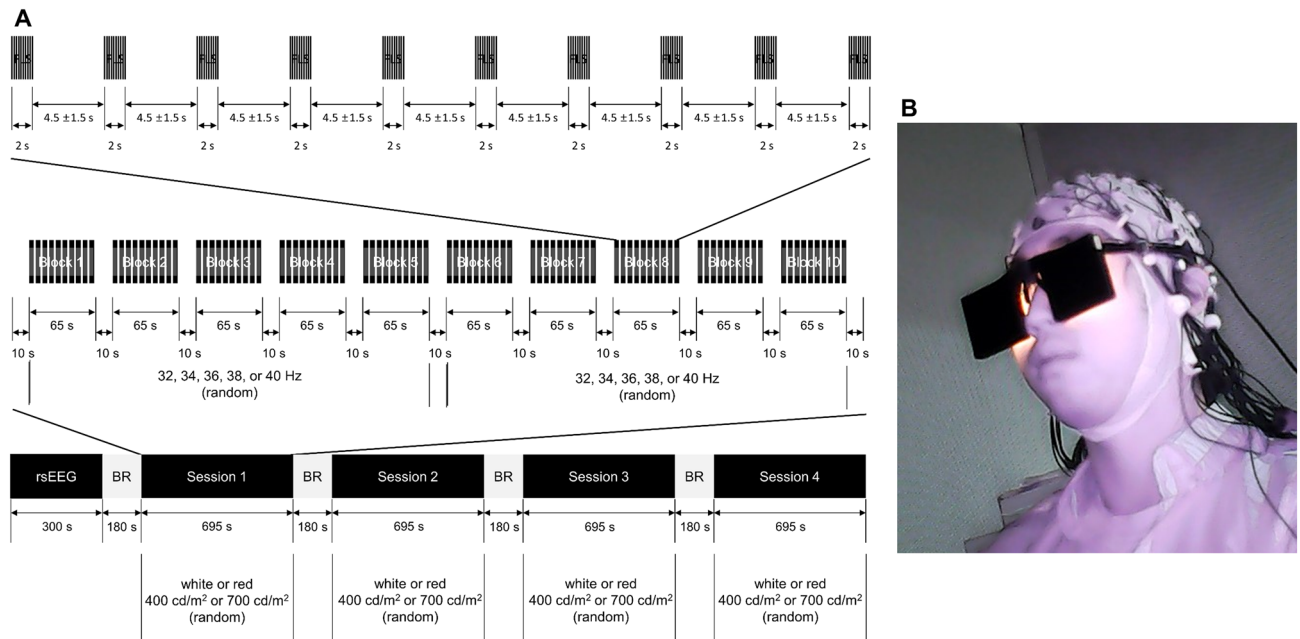 A
FLS FLS FLS FLS FLS FLS FLS FLS FLS FLS
4.5 ±1.5 s 4.5 ±1.5 s 4.5 ±1.5 s 4.5 ±1.5 s 4.5 ±1.5 s 4.5 ±1.5 s 4.5 ±1.5 s 4.5 ±1.5 s 4.5 ±1.5 s
2 s 2 s 2 s 2 s 2 s 2 s 2 s 2 s 2 s 2 s
Block 1 Block 2 Block 3 Block 4 Block 5 Block 6 Block 7 Block 8 Block 9 Block 10
65 s 65 s 65 s 65 s 65 s 65 s 65 s 65 s 65 s 65 s
10 s 10 s 10 s 10 s 10 s 10 s 10 s 10 s 10 s 10 s 10 s
32, 34, 36, 38, or 40 Hz
(random)
32, 34, 36, 38, or 40 Hz
(random)
rsEEG BR Session 1 BR Session 2 BR Session 3 BR Session 4
300 s 180 s 695 s 180 s 695 s 180 s 695 s 180 s 695 s
white or red
400 cd/m² or 700 cd/m²
(random)
white or red
400 cd/m² or 700 cd/m²
(random)
white or red
400 cd/m² or 700 cd/m²
(random)
white or red
400 cd/m² or 700 cd/m²
(random)
B